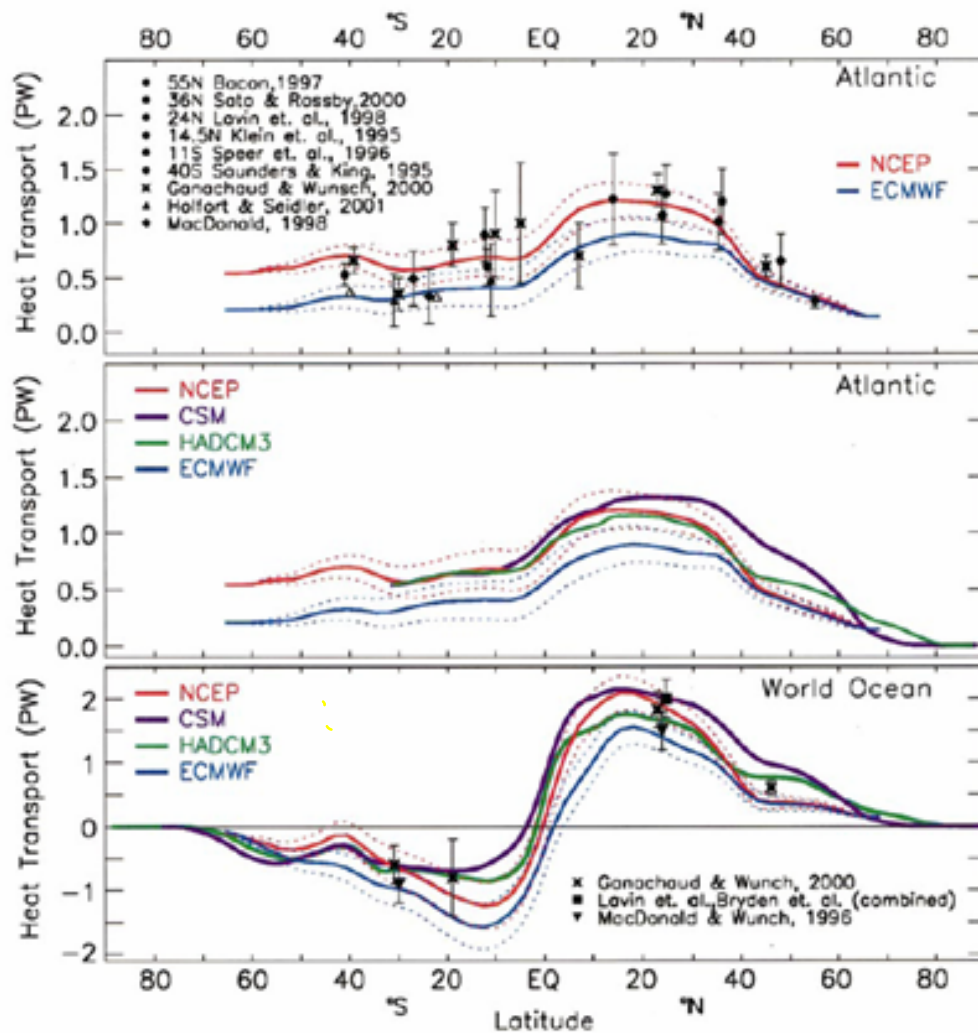 °S °N
80 60 40 20 EQ 20 40 60 80
Atlantic
Heat Transport (PW)
2.0
1.5
1.0
0.5
0.0
55N Bacon, 1997
36N Sato & Rossby, 2000
24N Lavin et. al., 1998
14.5N Klein et. al., 1995
11S Speer et. al., 1996
40S Saunders & King, 1995
Ganachaud & Wunsch, 2000
Holfort & Seidler, 2001
MacDonald, 1998
NCEP
ECMWF
Atlantic
Heat Transport (PW)
2.0
1.5
1.0
0.5
0.0
NCEP
CSM
HADCM3
ECMWF
World Ocean
Heat Transport (PW)
2
1
0
-1
-2
NCEP
CSM
HADCM3
ECMWF
Ganachaud & Wunch, 2000
Lavin et. al.,Bryden et. al. (combined)
MacDonald & Wunch, 1996
80 60 40 20 EQ 20 40 60 80
°S °N
Latitude